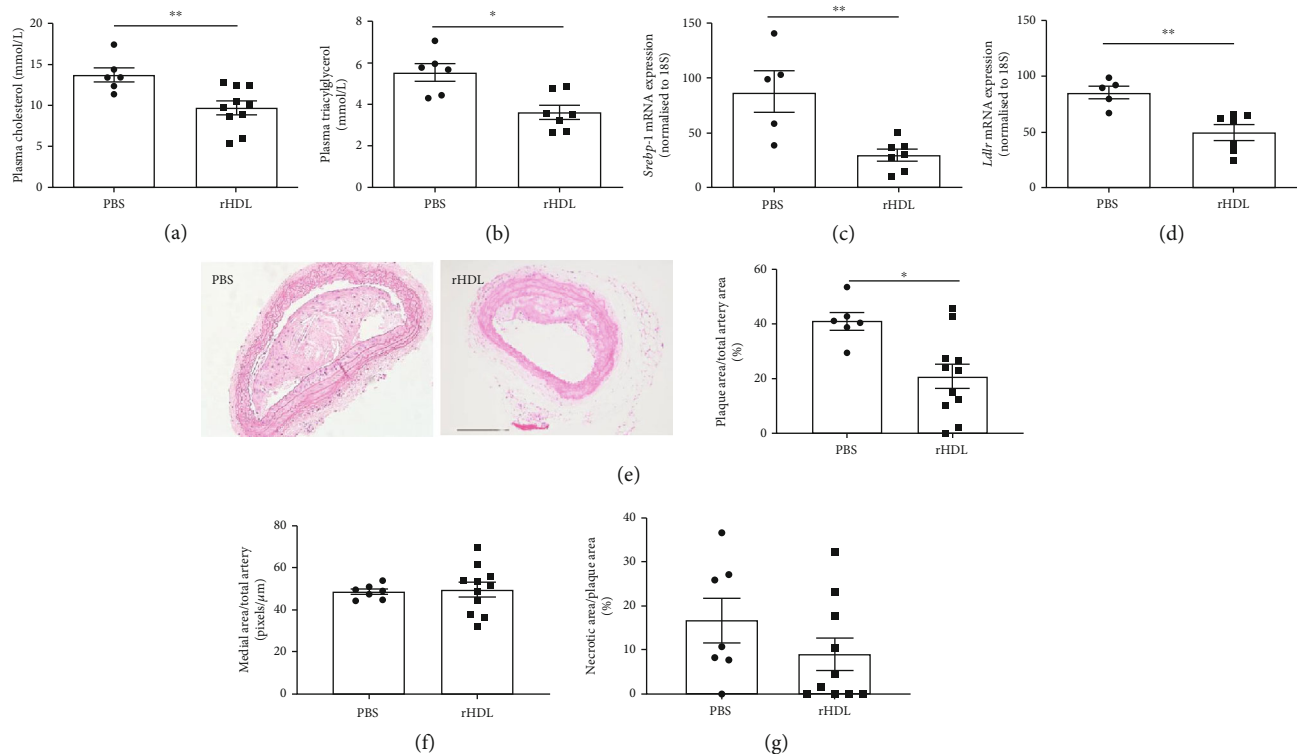 Plasma cholesterol (mmol/L)
20
15
10
5
0
**
PBS
rHDL
(a)
Plasma triacylglycerol
(mmol/L)
8
6
4
2
0
*
PBS
rHDL
(b)
Srebp-1 mRNA expression
(normalised to 18S)
150
100
50
0
**
PBS
rHDL
(c)
Ldlr mRNA expression
(normalised to 18S)
150
100
50
0
**
PBS
rHDL
(d)
PBS
rHDL
Plaque area/total artery area
(%)
60
40
20
0
*
PBS
rHDL
(e)
Medial area/total artery
(pixels/μm)
80
60
40
20
0
PBS
rHDL
(f)
Necrotic area/plaque area
(%)
40
30
20
10
0
PBS
rHDL
(g)